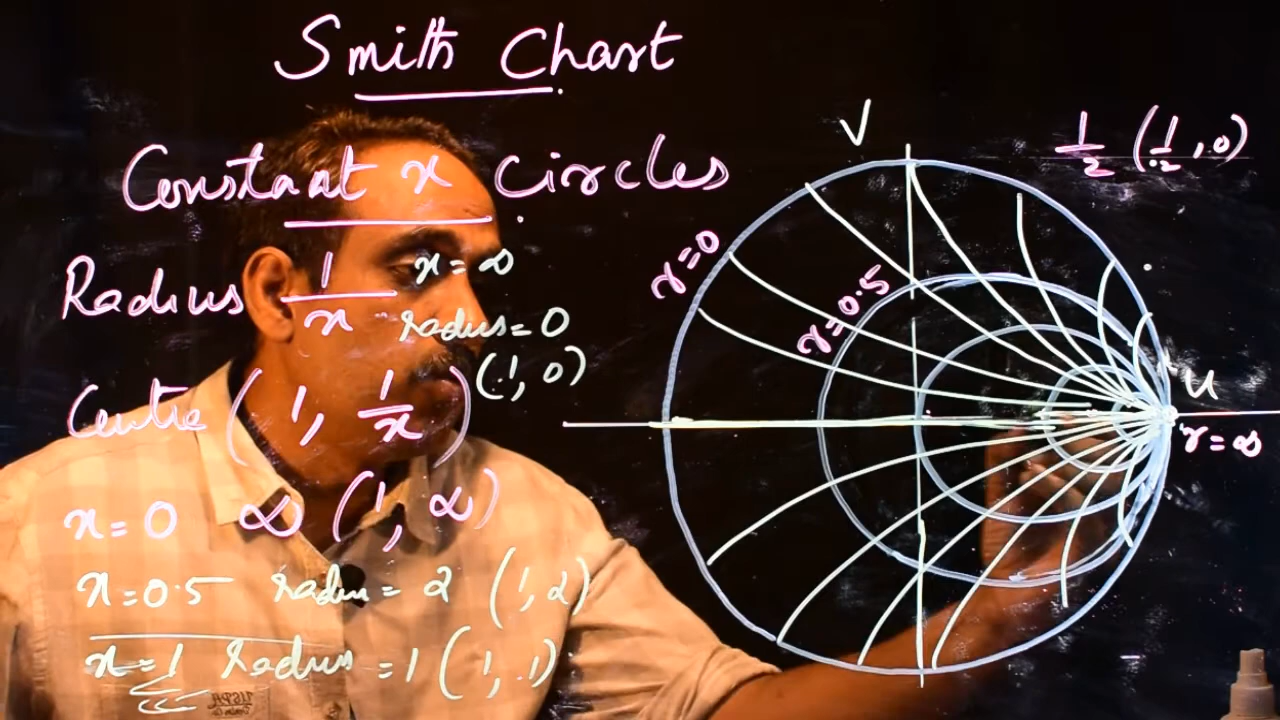 Smith Chart
Constant x Circles
Radius 1/x
x = ∞
radius = 0
(1, 0)
Centre (1, 1/x)
x = 0 ∞ (1, ∞)
x = 0.5 radius = 2 (1, 2)
x = 1 radius = 1 (1, 1)
V
1/2 (1/2, 0)
r=0
r=0.5
u
r=∞